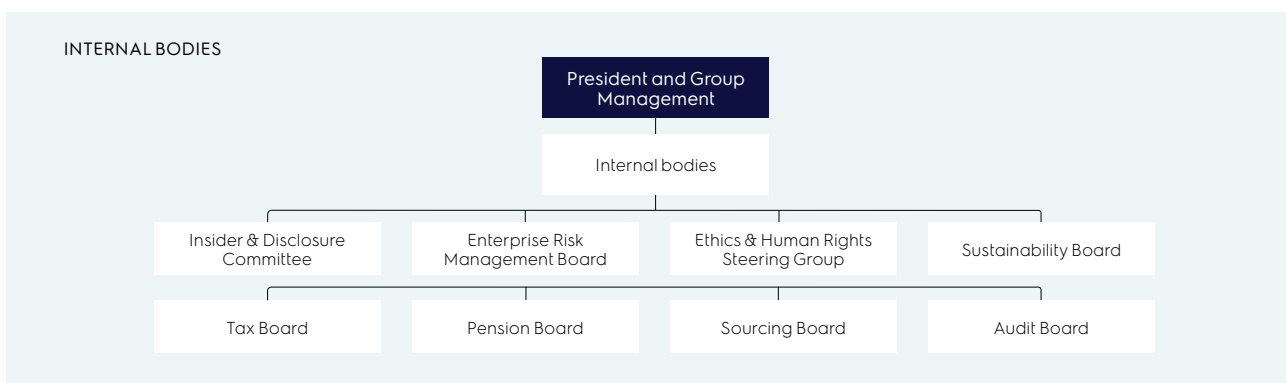 INTERNAL BODIES
President and Group
Management
Internal bodies
Insider & Disclosure
Committee
Enterprise Risk
Management Board
Ethics & Human Rights
Steering Group
Sustainability Board
Tax Board
Pension Board
Sourcing Board
Audit Board